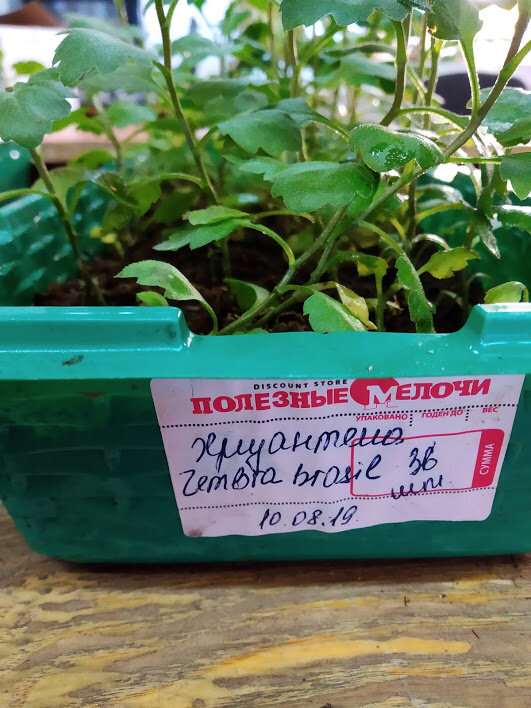 DISCOUNT STORE
ПОЛЕЗНЫЕ МЕЛОЧИ
УПАКОВАНО ГОДЕН ДО ВЕС
хризантема
zembla brasil 36
шт.
СУММА
10.08.19.